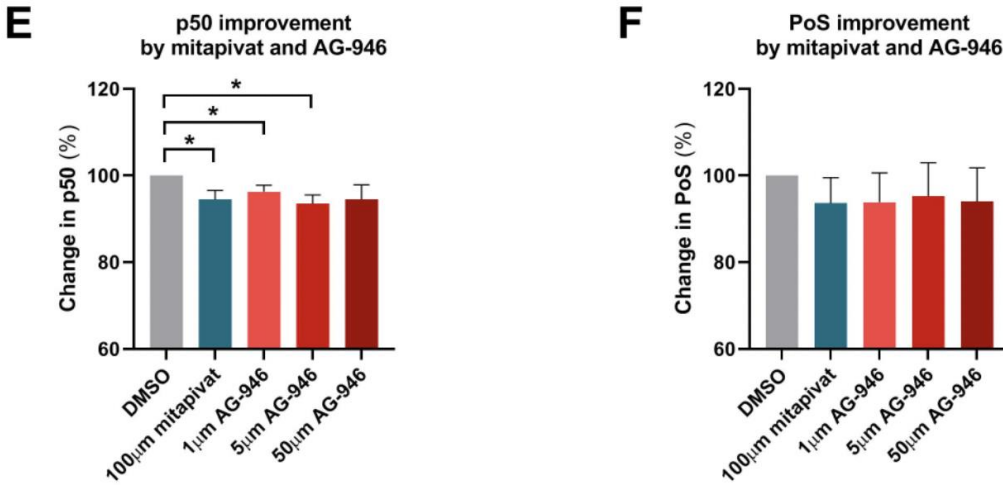 E
p50 improvement
by mitapivat and AG-946
Change in p50 (%)
120
100
80
60
*
*
*
DMSO
100μm mitapivat
1μm AG-946
5μm AG-946
50μm AG-946
F
PoS improvement
by mitapivat and AG-946
Change in PoS (%)
120
100
80
60
DMSO
100μm mitapivat
1μm AG-946
5μm AG-946
50μm AG-946